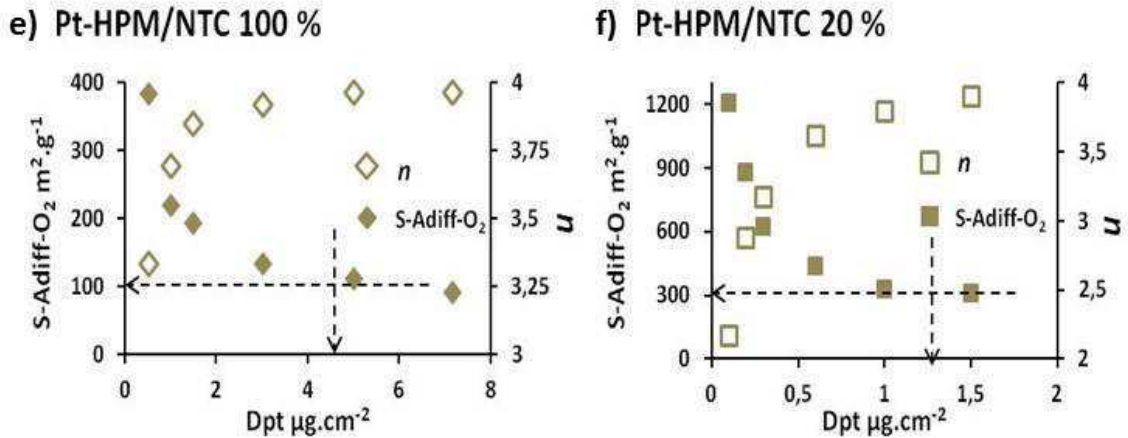 e) Pt-HPM/NTC 100 %
S-Adiff-O₂ m².g⁻¹
400
300
200
100
0
0
2
4
6
8
Dpt µg.cm⁻²
4
3,75
3,5
3,25
3
n
n
S-Adiff-O₂
f) Pt-HPM/NTC 20 %
S-Adiff-O₂ m².g⁻¹
1200
900
600
300
0
0
0,5
1
1,5
2
Dpt µg.cm⁻²
4
3,5
3
2,5
2
n
n
S-Adiff-O₂